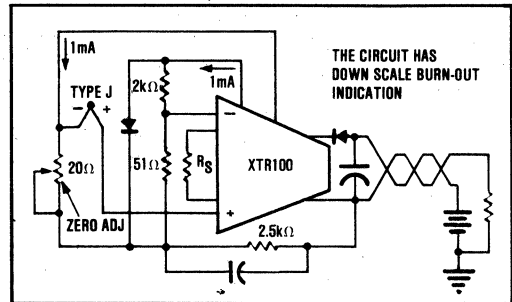 1mA
THE CIRCUIT HAS
DOWN SCALE BURN-OUT
INDICATION
TYPE J
2kΩ
1mA
− +
−
20Ω
51Ω
RS
XTR100
ZERO ADJ
+
2.5kΩ